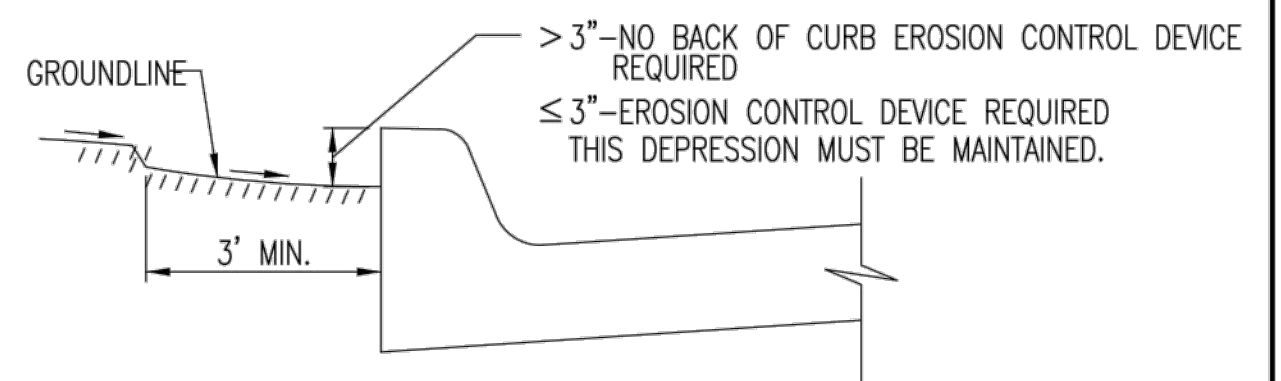 > 3"-NO BACK OF CURB EROSION CONTROL DEVICE
REQUIRED
GROUNDLINE
≤ 3"-EROSION CONTROL DEVICE REQUIRED
THIS DEPRESSION MUST BE MAINTAINED.
3' MIN.